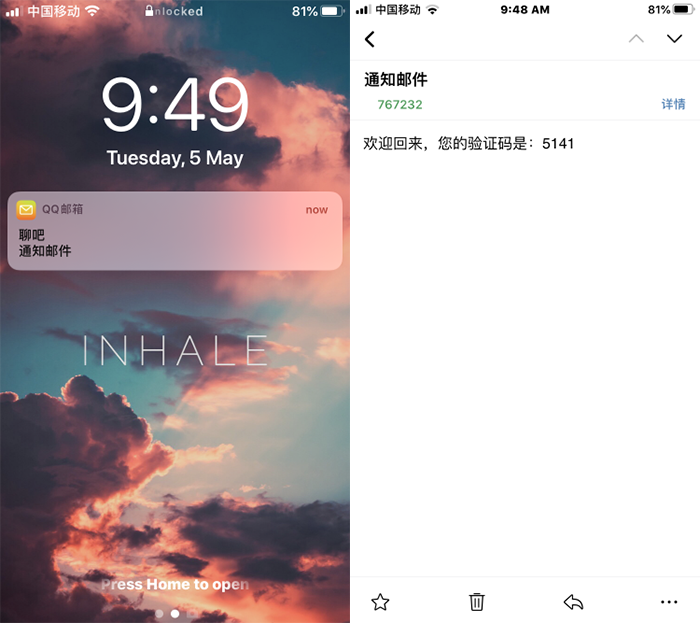 中国移动
unlocked
81%
9:49
Tuesday, 5 May
QQ邮箱
now
聊吧
通知邮件
INHALE
Press Home to open
中国移动
9:48 AM
81%
通知邮件
767232
详情
欢迎回来，您的验证码是：5141